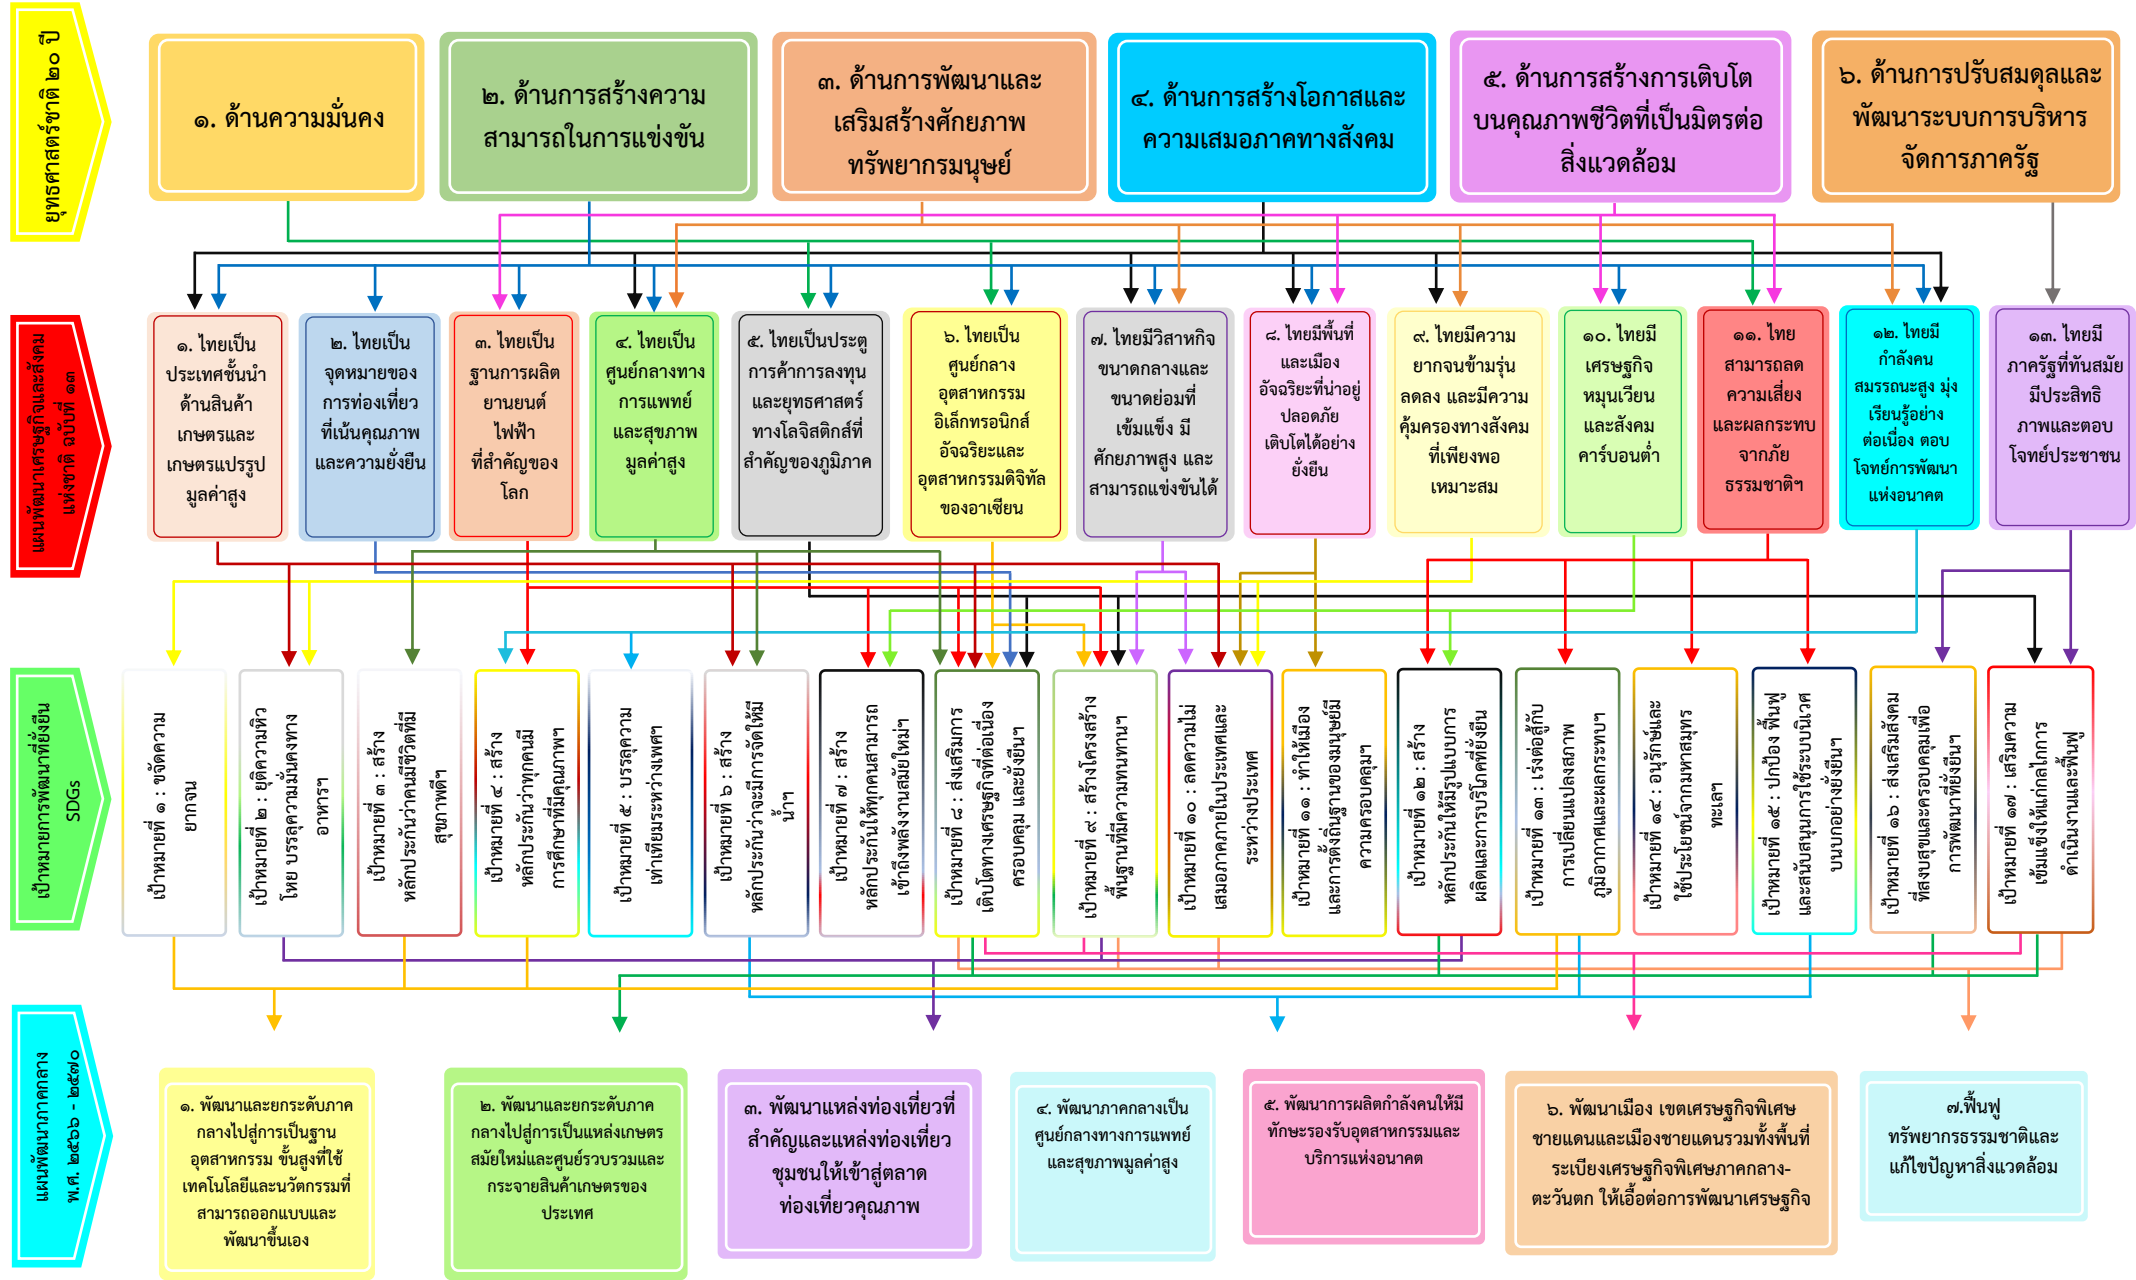 ยุทธศาสตร์ชาติ ๒๐ ปี
๑. ด้านความมั่นคง
๒. ด้านการสร้างความ
สามารถในการแข่งขัน
๓. ด้านการพัฒนาและ
เสริมสร้างศักยภาพ
ทรัพยากรมนุษย์
๔. ด้านการสร้างโอกาสและ
ความเสมอภาคทางสังคม
๕. ด้านการสร้างการเติบโต
บนคุณภาพชีวิตที่เป็นมิตรต่อ
สิ่งแวดล้อม
๖. ด้านการปรับสมดุลและ
พัฒนาระบบการบริหาร
จัดการภาครัฐ
แผนพัฒนาเศรษฐกิจและสังคม
แห่งชาติ ฉบับที่ ๑๓
๑. ไทยเป็น
ประเทศชั้นนำ
ด้านสินค้า
เกษตรและ
เกษตรแปรรูป
มูลค่าสูง
๒. ไทยเป็น
จุดหมายของ
การท่องเที่ยว
ที่เน้นคุณภาพ
และความยั่งยืน
๓. ไทยเป็น
ฐานการผลิต
ยานยนต์
ไฟฟ้า
ที่สำคัญของ
โลก
๔. ไทยเป็น
ศูนย์กลางทาง
การแพทย์
และสุขภาพ
มูลค่าสูง
๕. ไทยเป็นประตู
การค้าการลงทุน
และยุทธศาสตร์
ทางโลจิสติกส์ที่
สำคัญของภูมิภาค
๖. ไทยเป็น
ศูนย์กลาง
อุตสาหกรรม
อิเล็กทรอนิกส์
อัจฉริยะและ
อุตสาหกรรมดิจิทัล
ของอาเซียน
๗. ไทยมีวิสาหกิจ
ขนาดกลางและ
ขนาดย่อมที่
เข้มแข็ง มี
ศักยภาพสูง และ
สามารถแข่งขันได้
๘. ไทยมีพื้นที่
และเมือง
อัจฉริยะที่น่าอยู่
ปลอดภัย
เติบโตได้อย่าง
ยั่งยืน
๙. ไทยมีความ
ยากจนข้ามรุ่น
ลดลง และมีความ
คุ้มครองทางสังคม
ที่เพียงพอ
เหมาะสม
๑๐. ไทยมี
เศรษฐกิจ
หมุนเวียน
และสังคม
คาร์บอนต่ำ
๑๑. ไทย
สามารถลด
ความเสี่ยง
และผลกระทบ
จากภัย
ธรรมชาติฯ
๑๒. ไทยมี
กำลังคน
สมรรถนะสูง มุ่ง
เรียนรู้อย่าง
ต่อเนื่อง ตอบ
โจทย์การพัฒนา
แห่งอนาคต
๑๓. ไทยมี
ภาครัฐที่ทันสมัย
มีประสิทธิ
ภาพและตอบ
โจทย์ประชาชน
เป้าหมายการพัฒนาที่ยั่งยืน
SDGs
เป้าหมายที่ ๑ : ขจัดความ
ยากจน
เป้าหมายที่ ๒ : ยุติความหิว
โหย บรรลุความมั่นคงทาง
อาหารฯ
เป้าหมายที่ ๓ : สร้าง
หลักประกันว่าคนมีชีวิตที่มี
สุขภาพดีฯ
เป้าหมายที่ ๔ : สร้าง
หลักประกันว่าทุกคนมี
การศึกษาที่มีคุณภาพฯ
เป้าหมายที่ ๕ : บรรลุความ
เท่าเทียมระหว่างเพศฯ
เป้าหมายที่ ๖ : สร้าง
หลักประกันว่าจะมีการจัดให้มี
น้ำฯ
เป้าหมายที่ ๗ : สร้าง
หลักประกันให้ทุกคนสามารถ
เข้าถึงพลังงานสมัยใหม่ฯ
เป้าหมายที่ ๘ : ส่งเสริมการ
เติบโตทางเศรษฐกิจที่ต่อเนื่อง
ครอบคลุม และยั่งยืนฯ
เป้าหมายที่ ๙ : สร้างโครงสร้าง
พื้นฐานที่มีความทนทานฯ
เป้าหมายที่ ๑๐ : ลดความไม่
เสมอภาคภายในประเทศและ
ระหว่างประเทศ
เป้าหมายที่ ๑๑ : ทำให้เมือง
และการตั้งถิ่นฐานของมนุษย์มี
ความครอบคลุมฯ
เป้าหมายที่ ๑๒ : สร้าง
หลักประกันให้มีรูปแบบการ
ผลิตและการบริโภคที่ยั่งยืน
เป้าหมายที่ ๑๓ : เร่งต่อสู้กับ
การเปลี่ยนแปลงสภาพ
ภูมิอากาศและผลกระทบฯ
เป้าหมายที่ ๑๔ : อนุรักษ์และ
ใช้ประโยชน์จากมหาสมุทร
ทะเลฯ
เป้าหมายที่ ๑๕ : ปกป้อง ฟื้นฟู
และสนับสนุนการใช้ระบบนิเวศ
บนบกอย่างยั่งยืนฯ
เป้าหมายที่ ๑๖ : ส่งเสริมสังคม
ที่สงบสุขและครอบคลุมเพื่อ
การพัฒนาที่ยั่งยืนฯ
เป้าหมายที่ ๑๗ : เสริมความ
เข้มแข็งให้แก่กลไกการ
ดำเนินงานและฟื้นฟู
แผนพัฒนาภาคกลาง
พ.ศ. ๒๕๖๖ - ๒๕๗๐
๑. พัฒนาและยกระดับภาค
กลางไปสู่การเป็นฐาน
อุตสาหกรรม ขั้นสูงที่ใช้
เทคโนโลยีและนวัตกรรมที่
สามารถออกแบบและ
พัฒนาขึ้นเอง
๒. พัฒนาและยกระดับภาค
กลางไปสู่การเป็นแหล่งเกษตร
สมัยใหม่และศูนย์รวบรวมและ
กระจายสินค้าเกษตรของ
ประเทศ
๓. พัฒนาแหล่งท่องเที่ยวที่
สำคัญและแหล่งท่องเที่ยว
ชุมชนให้เข้าสู่ตลาด
ท่องเที่ยวคุณภาพ
๔. พัฒนาภาคกลางเป็น
ศูนย์กลางทางการแพทย์
และสุขภาพมูลค่าสูง
๕. พัฒนาการผลิตกำลังคนให้มี
ทักษะรองรับอุตสาหกรรมและ
บริการแห่งอนาคต
๖. พัฒนาเมือง เขตเศรษฐกิจพิเศษ
ชายแดนและเมืองชายแดนรวมทั้งพื้นที่
ระเบียงเศรษฐกิจพิเศษภาคกลาง-
ตะวันตก ให้เอื้อต่อการพัฒนาเศรษฐกิจ
๗.ฟื้นฟู
ทรัพยากรธรรมชาติและ
แก้ไขปัญหาสิ่งแวดล้อม